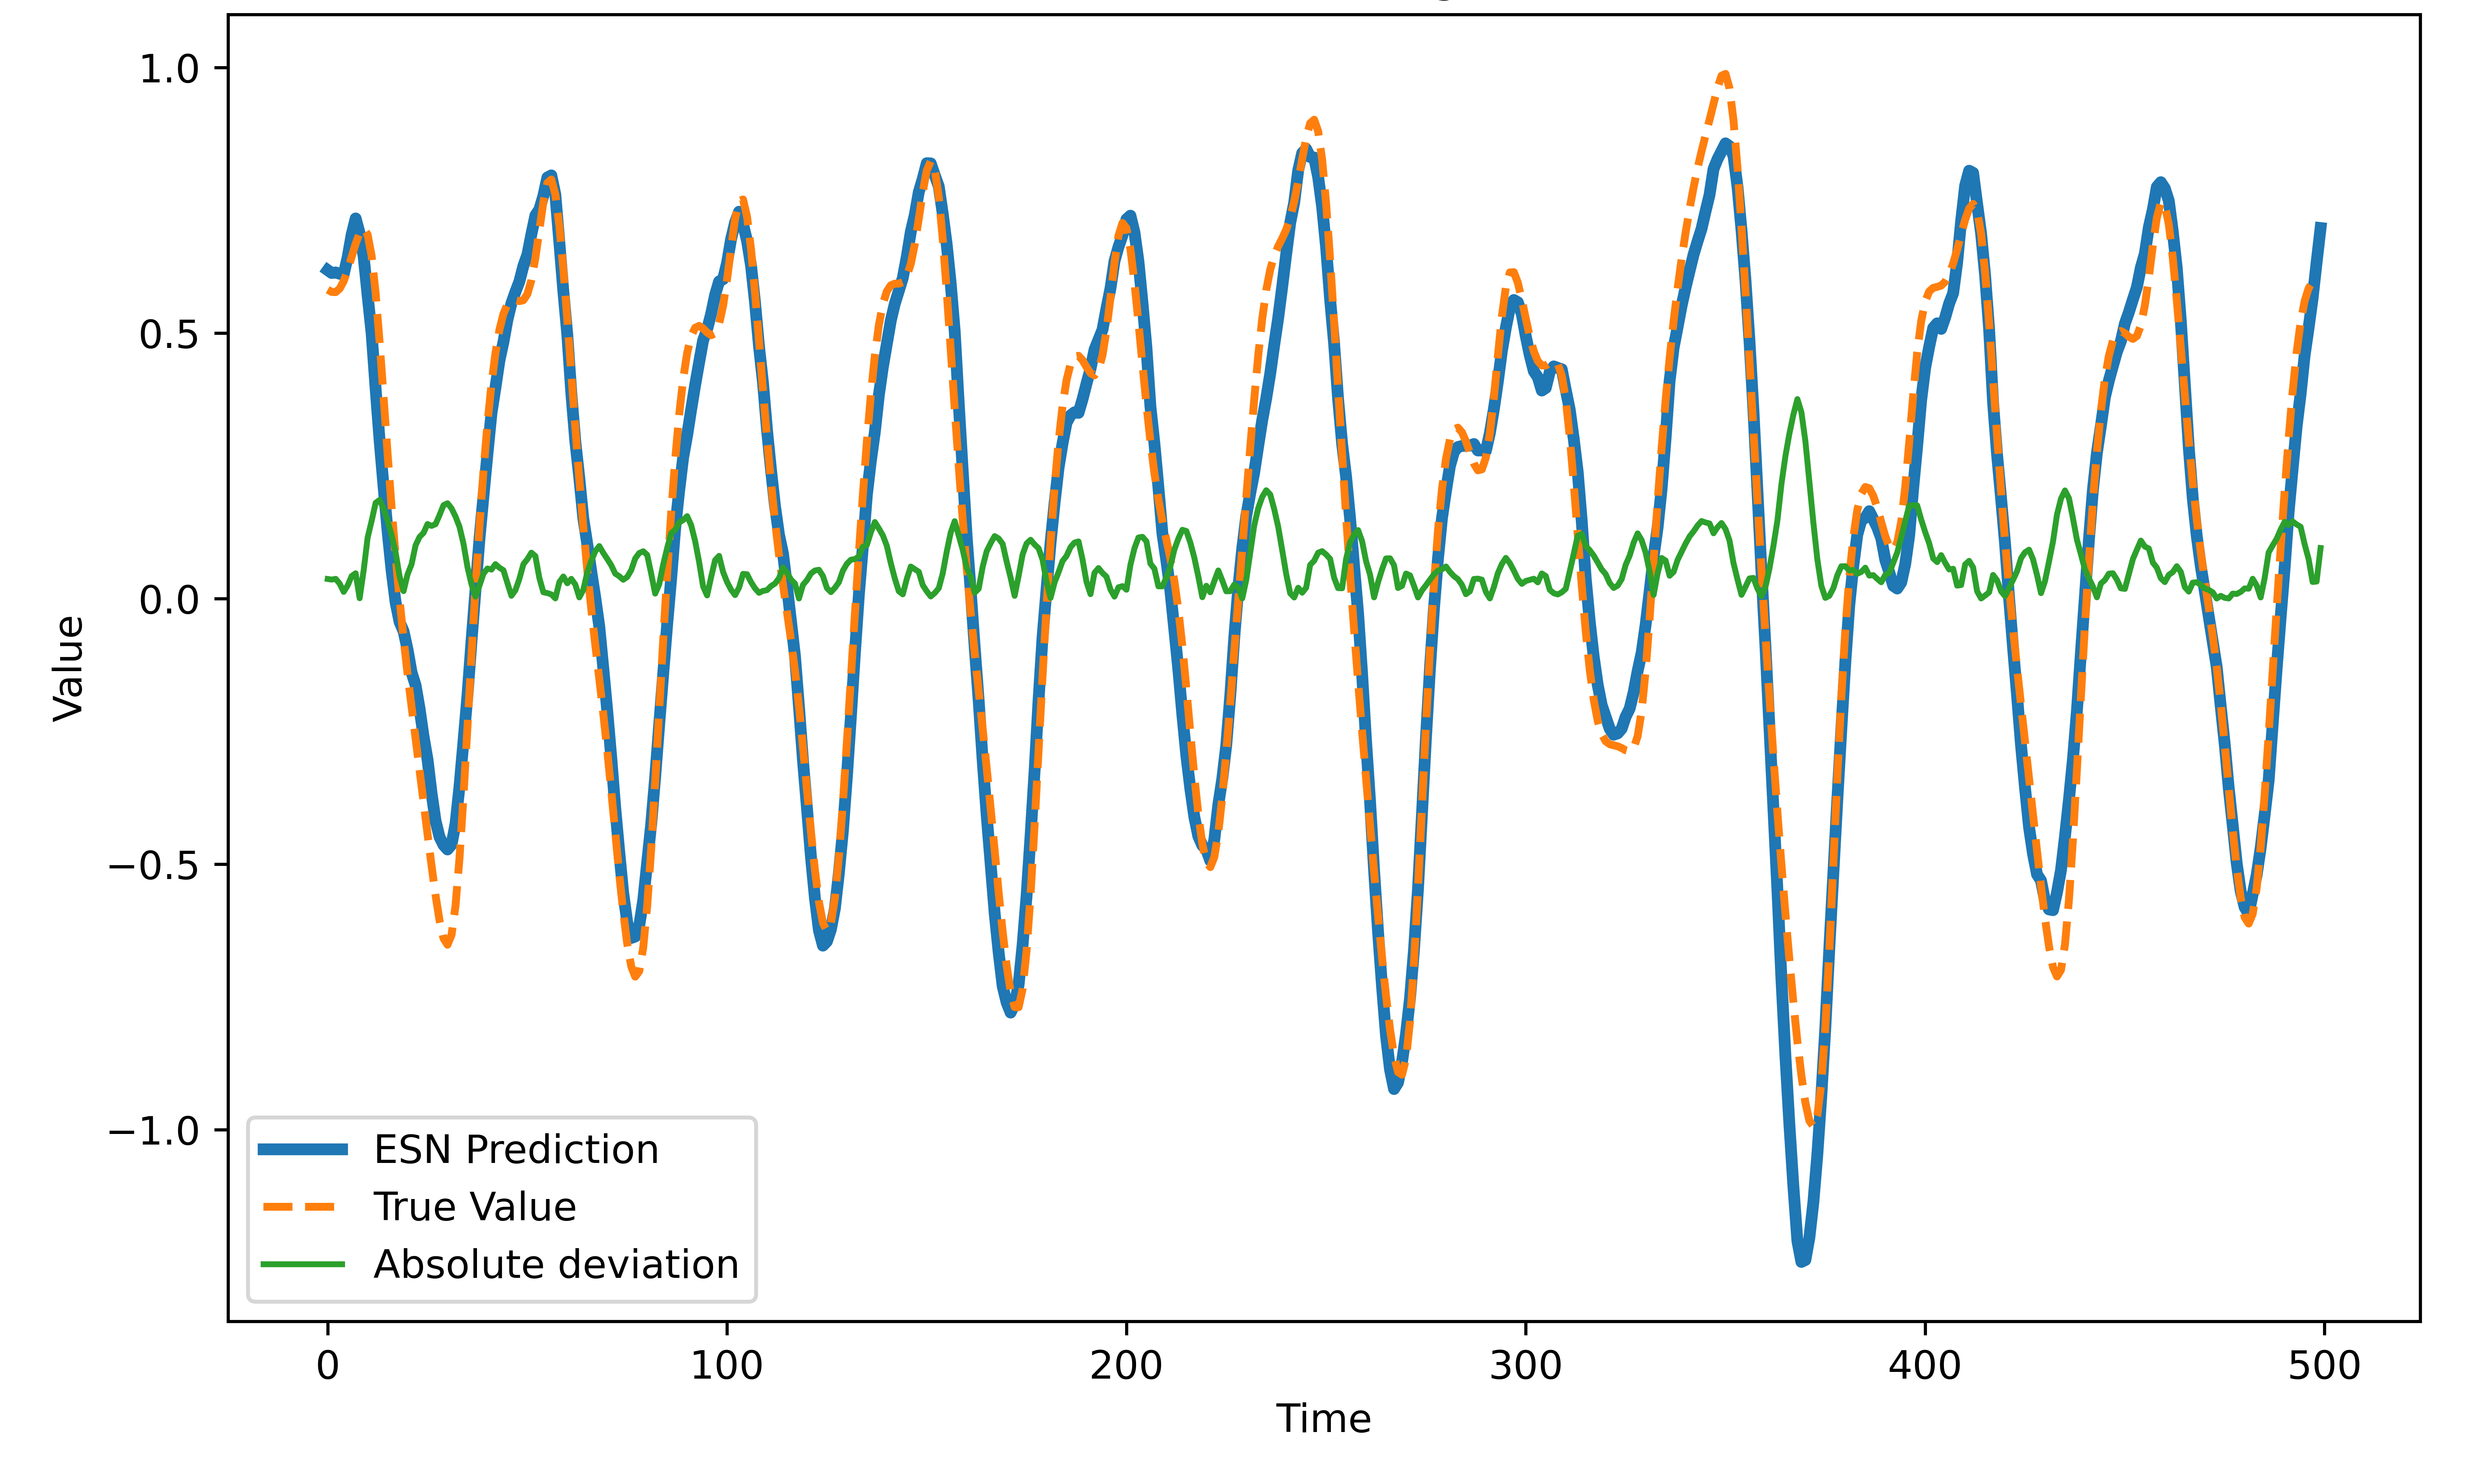 1.0
0.5
0.0
−0.5
−1.0
Value
ESN Prediction
True Value
Absolute deviation
0 100 200 300 400 500
Time